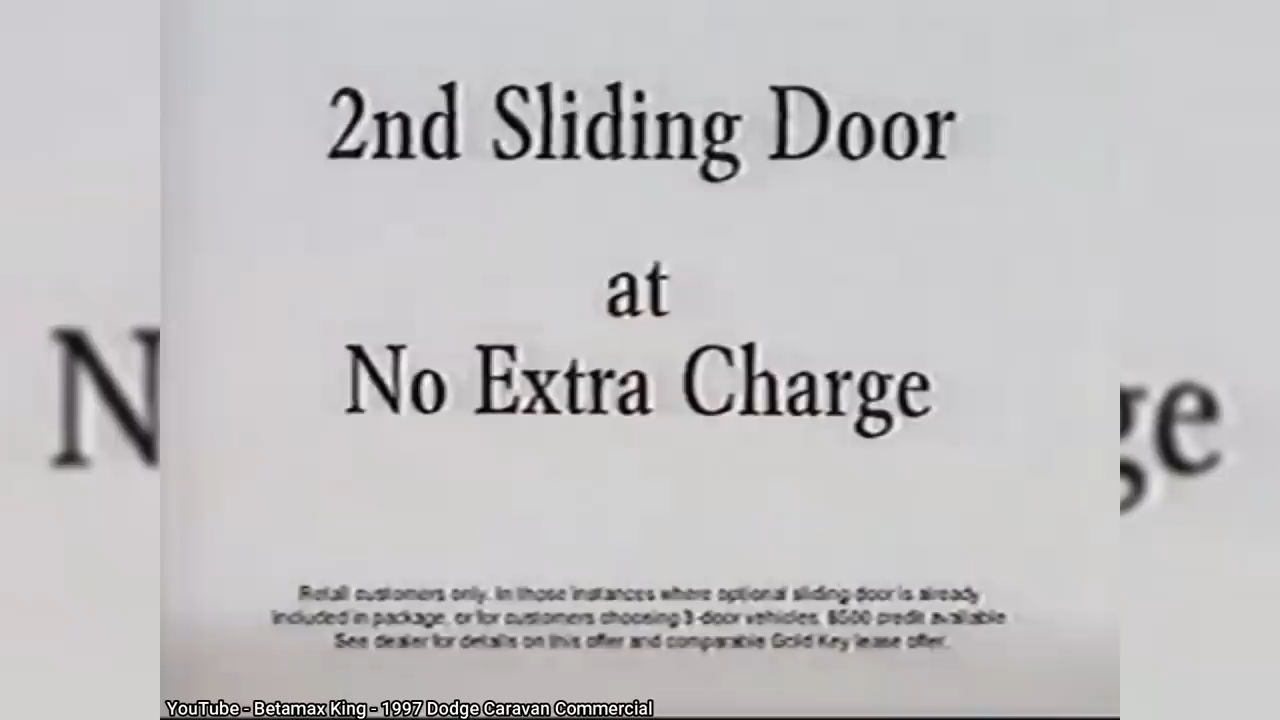 2nd Sliding Door
at
No Extra Charge
Retail customers only. In those instances where optional sliding door is already
included in package, or for customers choosing 3-door vehicles, $500 credit available
See dealer for details on this offer and comparable Gold Key lease offer.
YouTube - Betamax King - 1997 Dodge Caravan Commercial